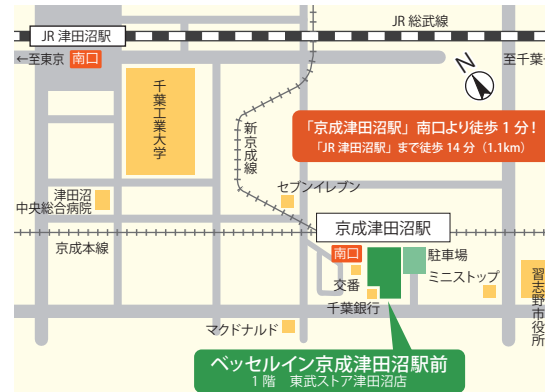 JR 津田沼駅
JR 総武線
←至東京
南口
至千葉
N
千葉工業大学
新京成線
「京成津田沼駅」南口より徒歩 1 分！
「JR 津田沼駅」まで徒歩 14 分（1.1km）
セブンイレブン
津田沼
中央総合病院
京成津田沼駅
京成本線
南口
駐車場
交番
ミニストップ
千葉銀行
習志野市役所
マクドナルド
ベッセルイン京成津田沼駅前
1 階　東武ストア津田沼店